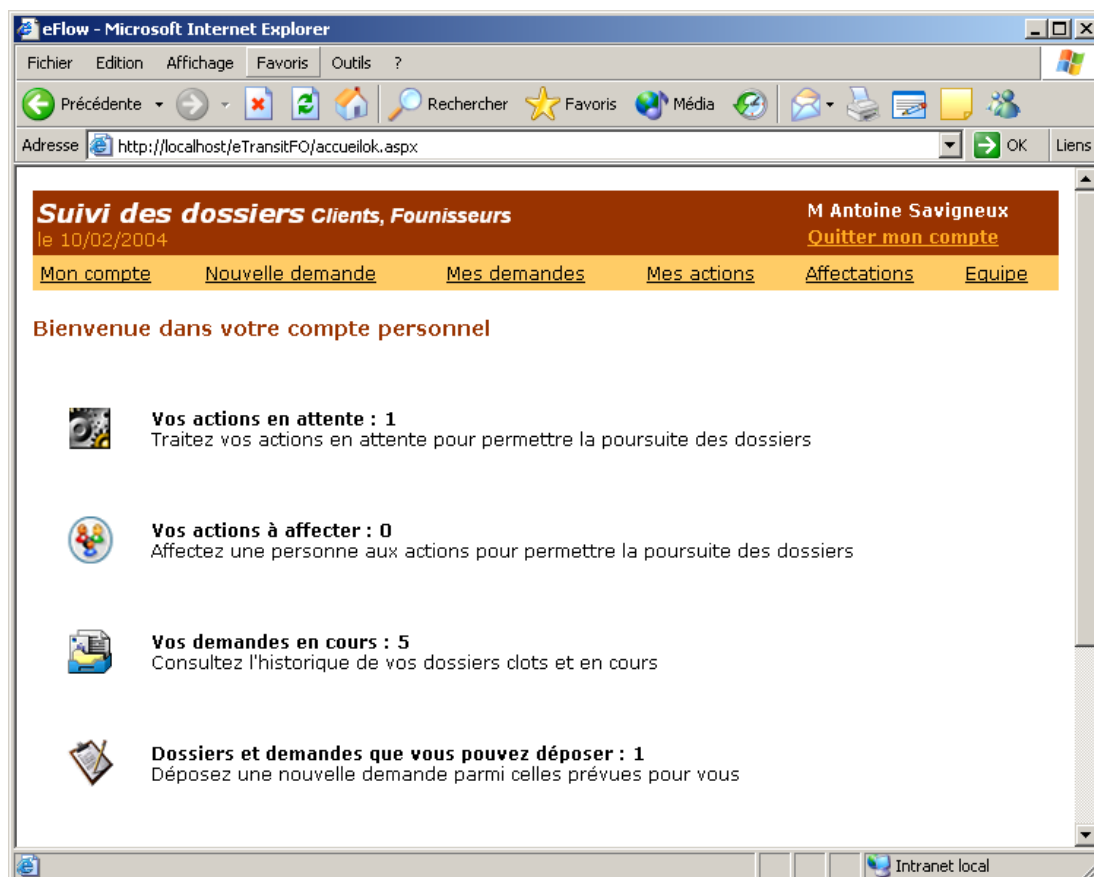 eFlow - Microsoft Internet Explorer
Fichier Edition Affichage Favoris Outils ?
Précédente Rechercher Favoris Média
Adresse http://localhost/eTransitFO/accueilok.aspx OK Liens
Suivi des dossiers Clients, Founisseurs M Antoine Savigneux
le 10/02/2004 Quitter mon compte
Mon compte Nouvelle demande Mes demandes Mes actions Affectations Equipe
Bienvenue dans votre compte personnel
Vos actions en attente : 1
Traitez vos actions en attente pour permettre la poursuite des dossiers
Vos actions à affecter : 0
Affectez une personne aux actions pour permettre la poursuite des dossiers
Vos demandes en cours : 5
Consultez l'historique de vos dossiers clots et en cours
Dossiers et demandes que vous pouvez déposer : 1
Déposez une nouvelle demande parmi celles prévues pour vous
Intranet local